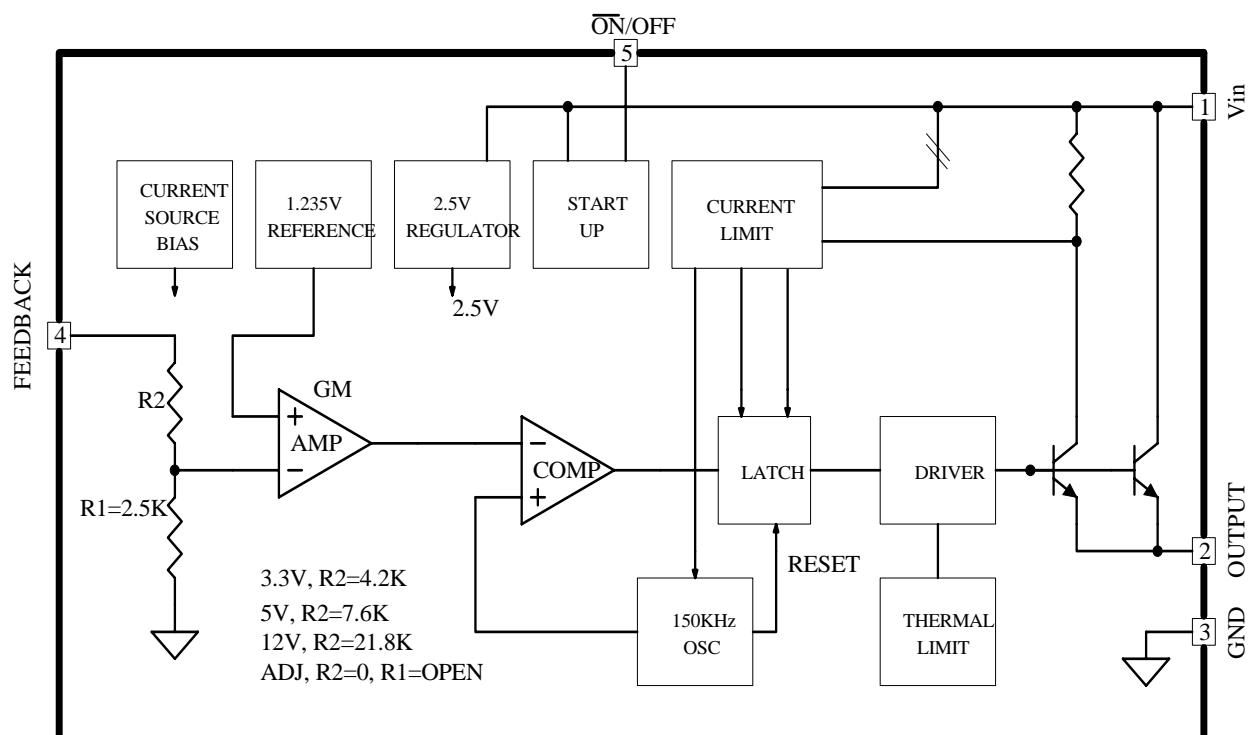 ON/OFF
5
1
Vin
CURRENT
SOURCE
BIAS
1.235V
REFERENCE
2.5V
REGULATOR
START
UP
CURRENT
LIMIT
2.5V
FEEDBACK
4
R2
GM
+
AMP
−
R1=2.5K
−
COMP
+
LATCH
DRIVER
OUTPUT
2
RESET
3.3V, R2=4.2K
5V, R2=7.6K
12V, R2=21.8K
ADJ, R2=0, R1=OPEN
150KHz
OSC
THERMAL
LIMIT
3
GND